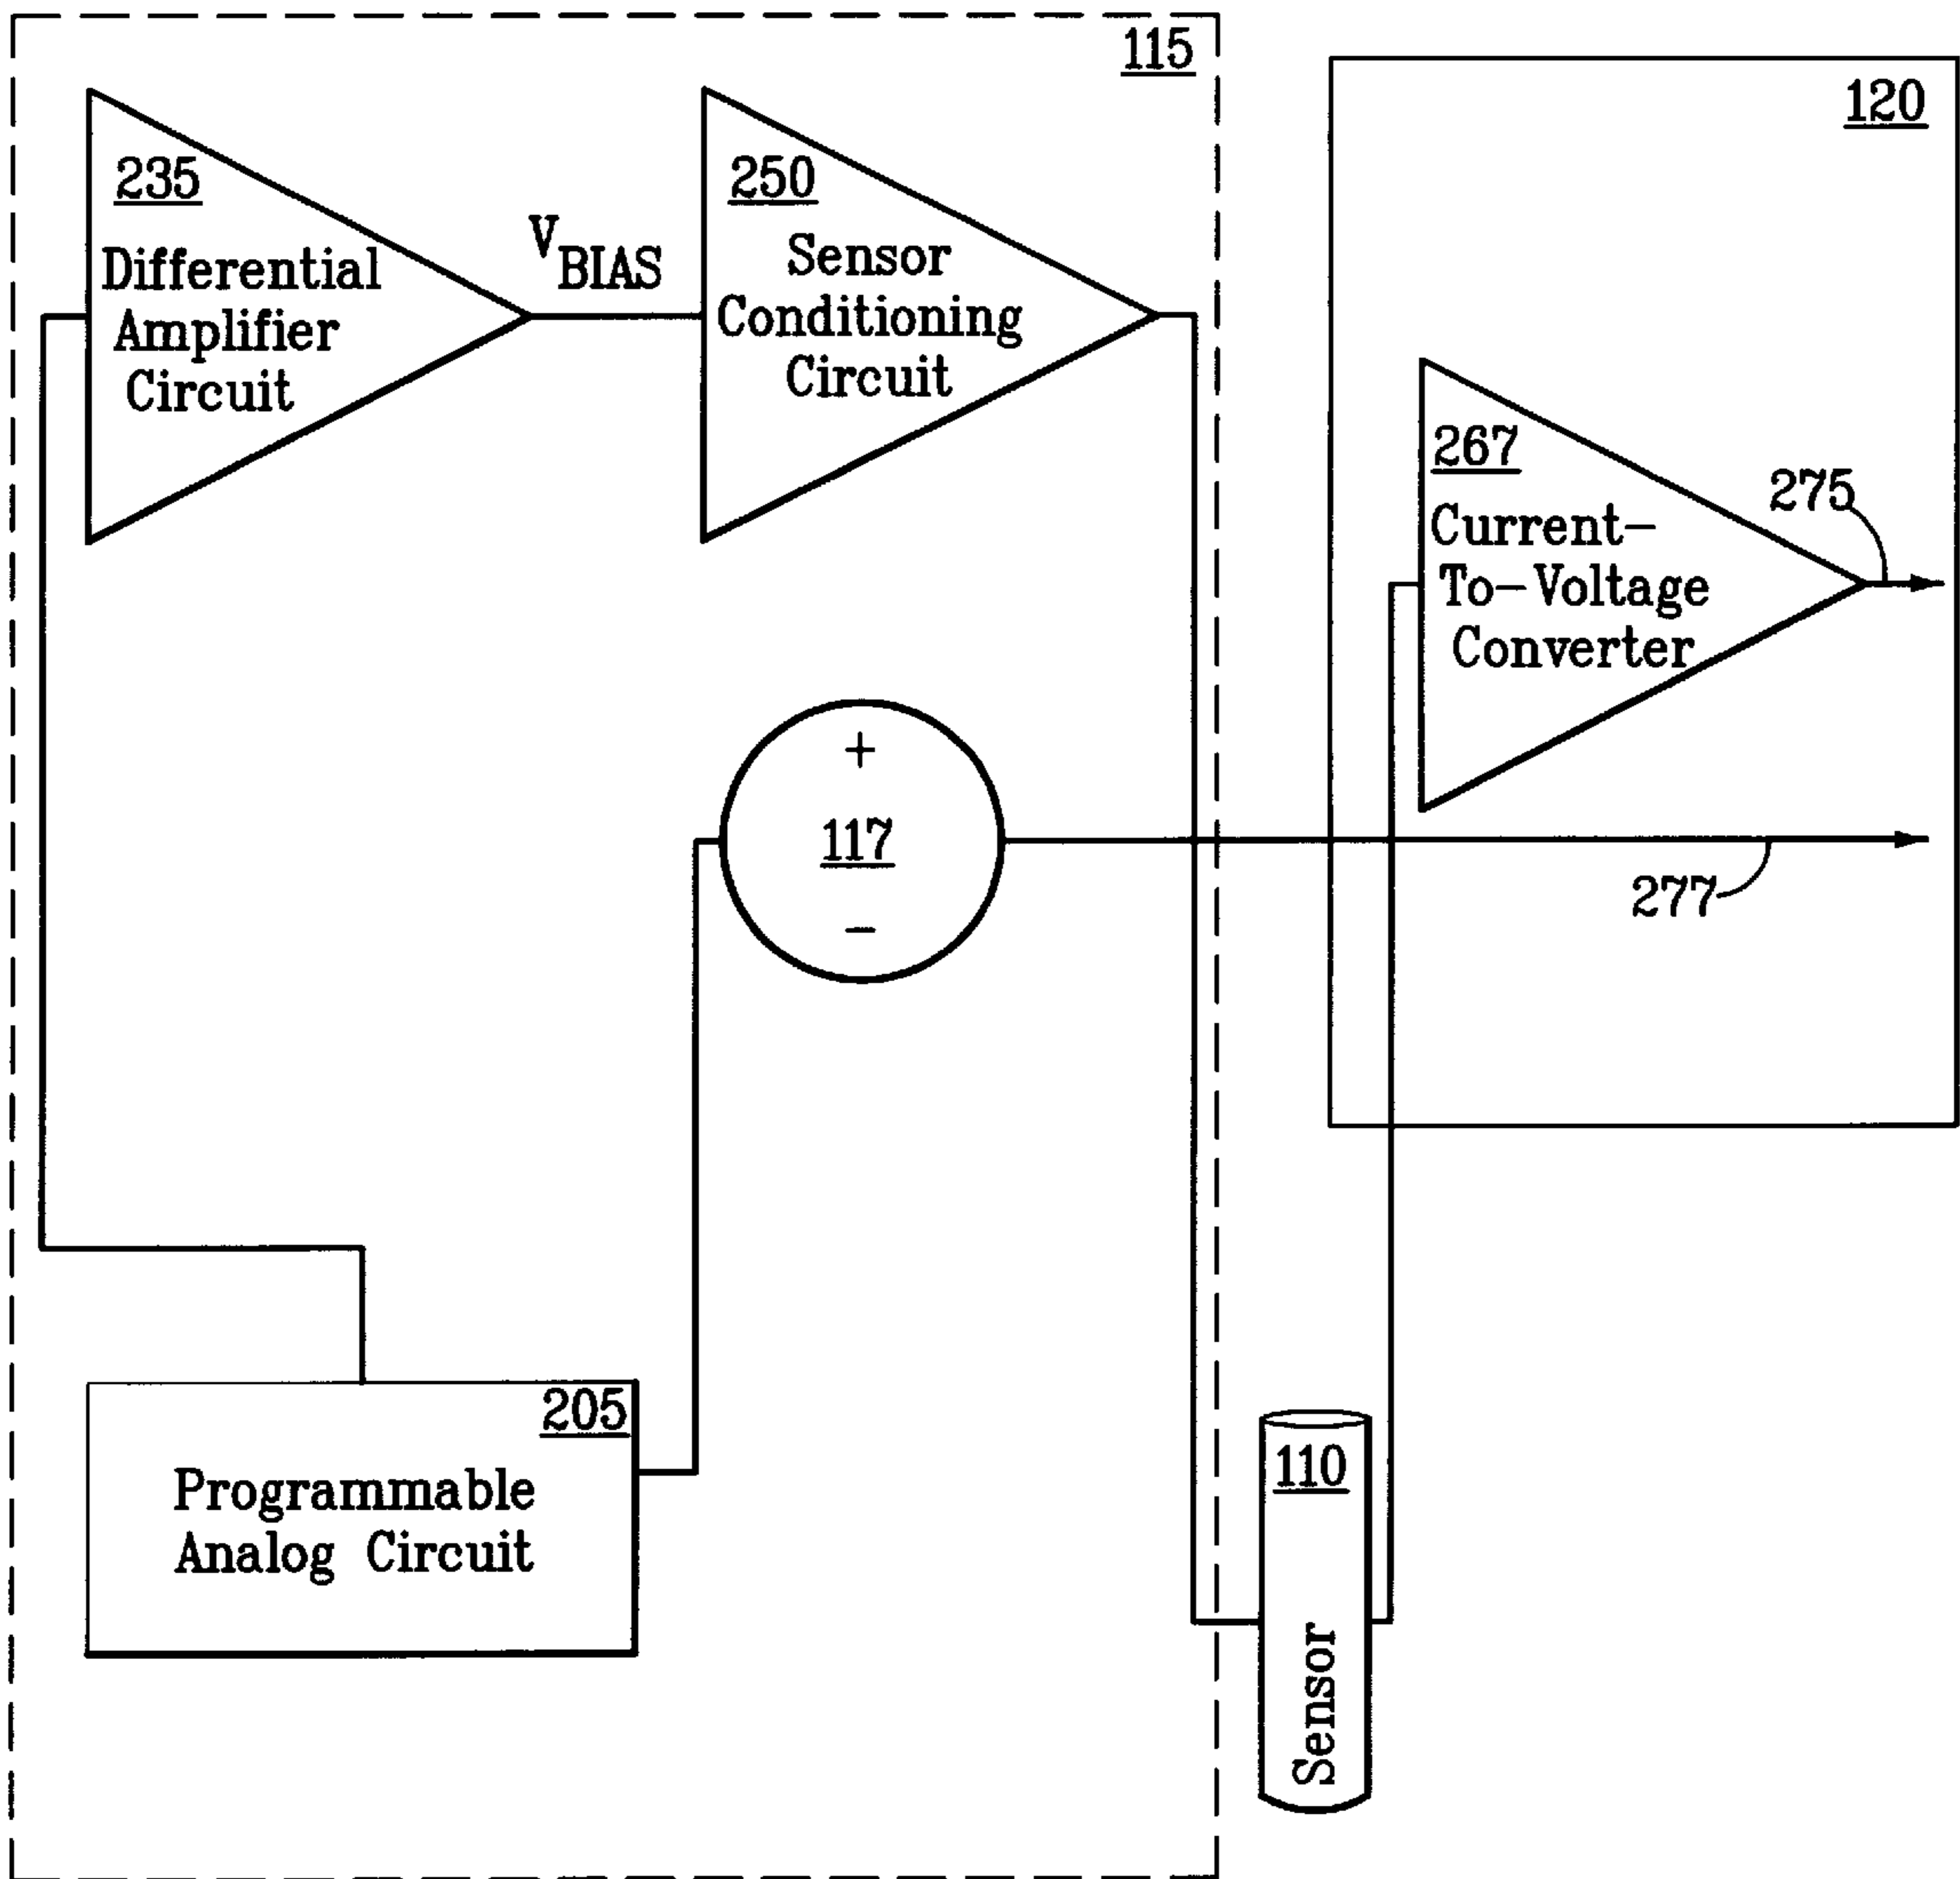 115
120
235
Differential
Amplifier
Circuit
V BIAS
250
Sensor
Conditioning
Circuit
267
Current-
To-Voltage
Converter
275
+
117
-
277
205
Programmable
Analog Circuit
110
Sensor